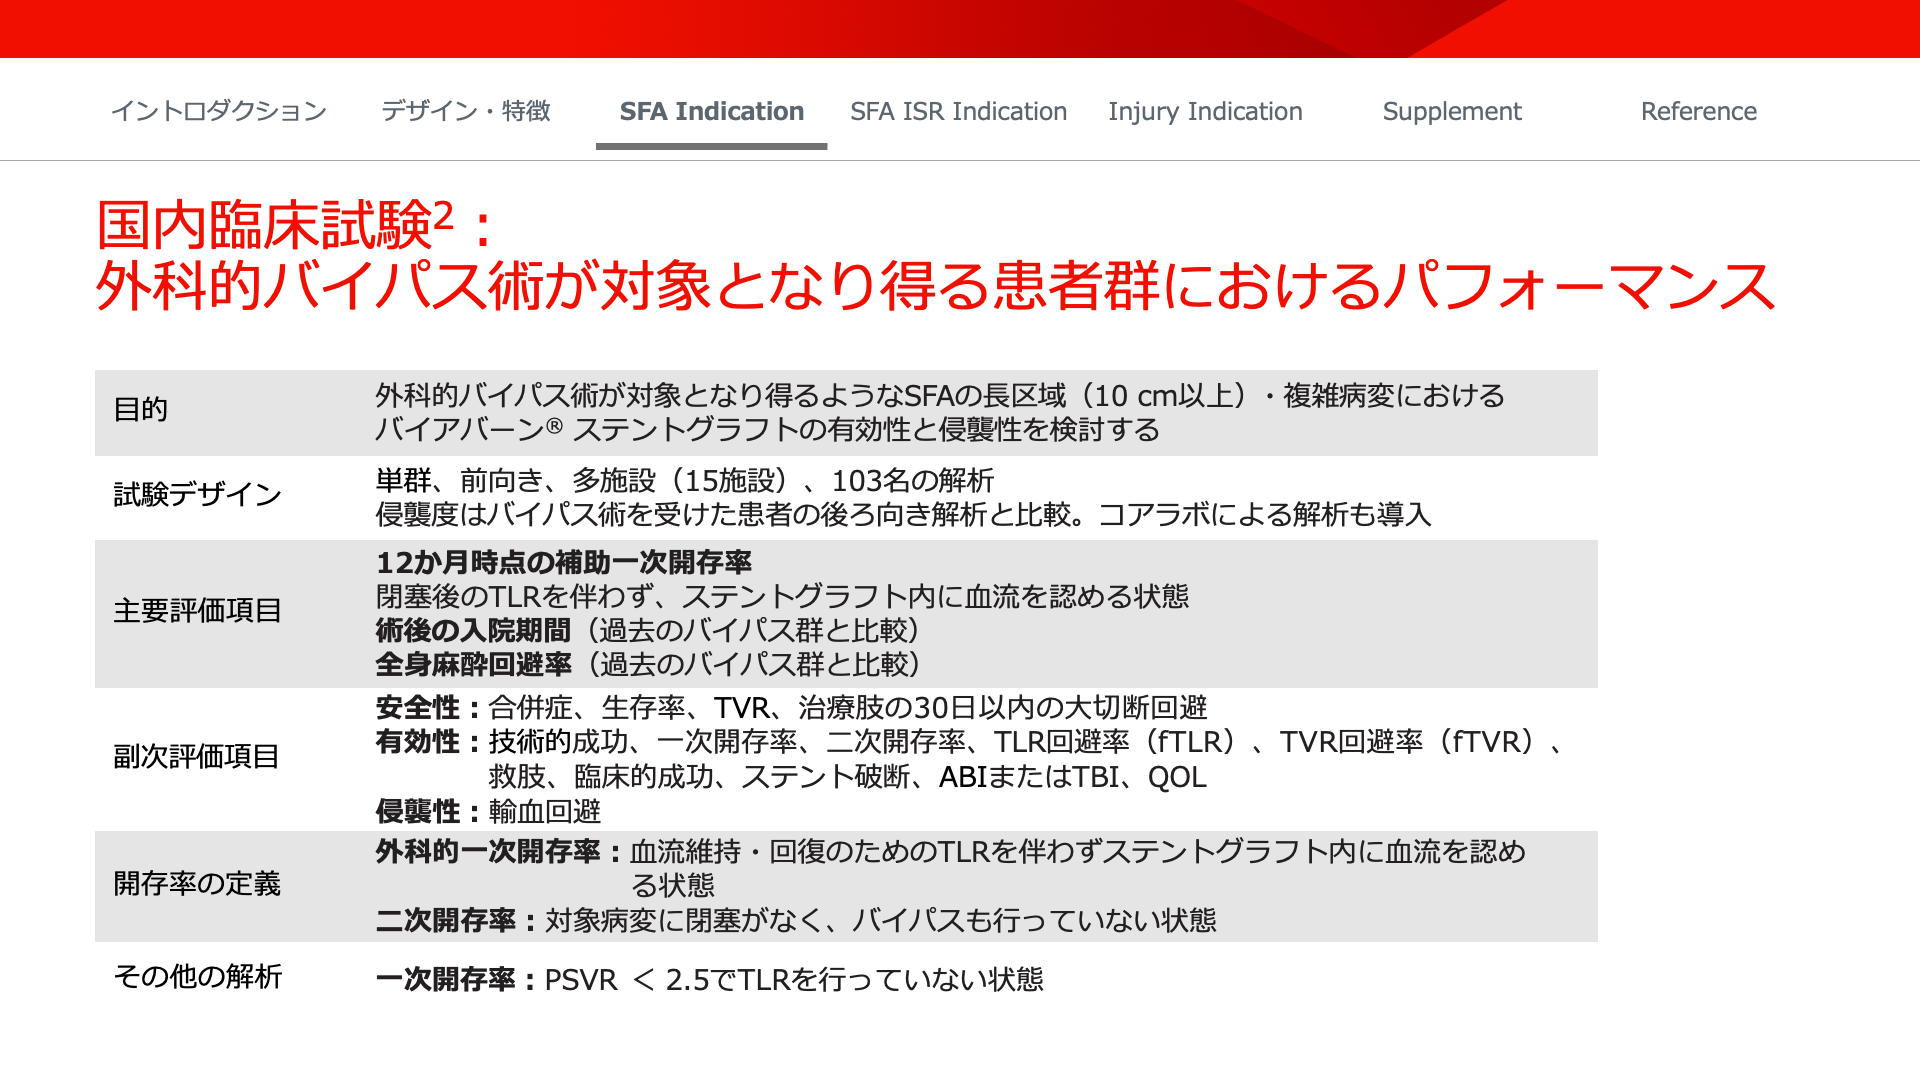 イントロダクション デザイン・特徴 SFA Indication SFA ISR Indication Injury Indication Supplement Reference
国内臨床試験2：
外科的バイパス術が対象となり得る患者群におけるパフォーマンス
目的
外科的バイパス術が対象となり得るようなSFAの長区域（10 cm以上）・複雑病変における
バイアバーン® ステントグラフトの有効性と侵襲性を検討する
試験デザイン
単群、前向き、多施設（15施設）、103名の解析
侵襲度はバイパス術を受けた患者の後ろ向き解析と比較。コアラボによる解析も導入
主要評価項目
12か月時点の補助一次開存率
閉塞後のTLRを伴わず、ステントグラフト内に血流を認める状態
術後の入院期間（過去のバイパス群と比較）
全身麻酔回避率（過去のバイパス群と比較）
副次評価項目
安全性：合併症、生存率、TVR、治療肢の30日以内の大切断回避
有効性：技術的成功、一次開存率、二次開存率、TLR回避率（fTLR）、TVR回避率（fTVR）、
救肢、臨床的成功、ステント破断、ABIまたはTBI、QOL
侵襲性：輸血回避
開存率の定義
外科的一次開存率：血流維持・回復のためのTLRを伴わずステントグラフト内に血流を認め
る状態
二次開存率：対象病変に閉塞がなく、バイパスも行っていない状態
その他の解析
一次開存率：PSVR ＜ 2.5でTLRを行っていない状態